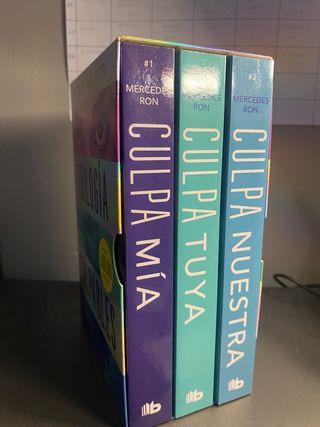 #1
MERCEDES
RON
CULPA MÍA
MERCEDES
RON
CULPA TUYA
#3
MERCEDES
RON
CULPA NUESTRA